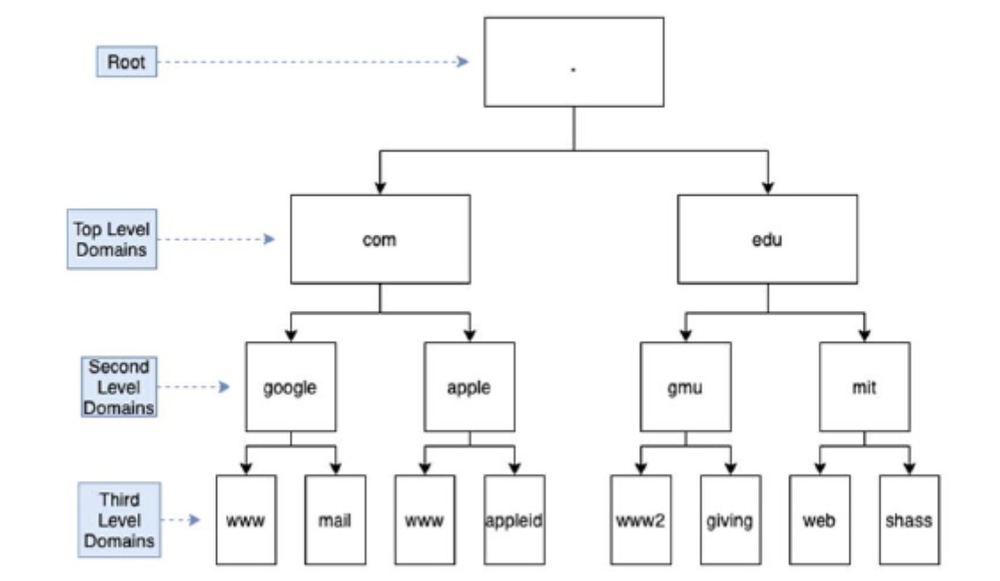 Root
.
Top Level
Domains
com
edu
Second
Level
Domains
google
apple
gmu
mit
Third
Level
Domains
www
mail
www
appleid
www2
giving
web
shass